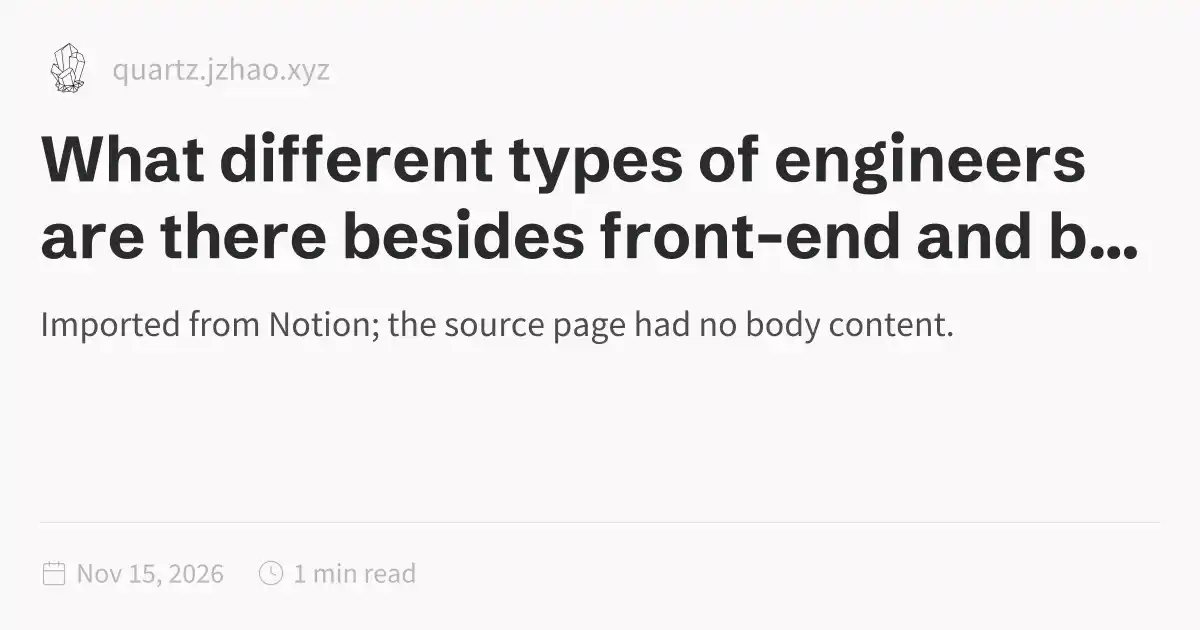 quartz.jzhao.xyz
What different types of engineers
are there besides front-end and b...
Imported from Notion; the source page had no body content.
Nov 15, 2026 1 min read